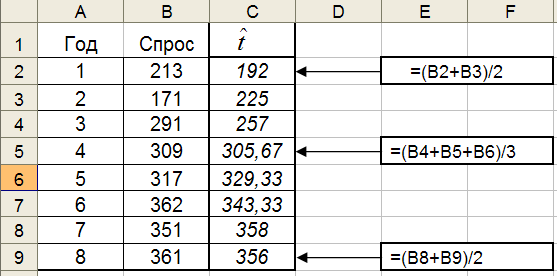 A B C D E F
1 Год Спрос t̂
2 1 213 192 =(B2+B3)/2
3 2 171 225
4 3 291 257
5 4 309 305,67 =(B4+B5+B6)/3
6 5 317 329,33
7 6 362 343,33
8 7 351 358
9 8 361 356 =(B8+B9)/2